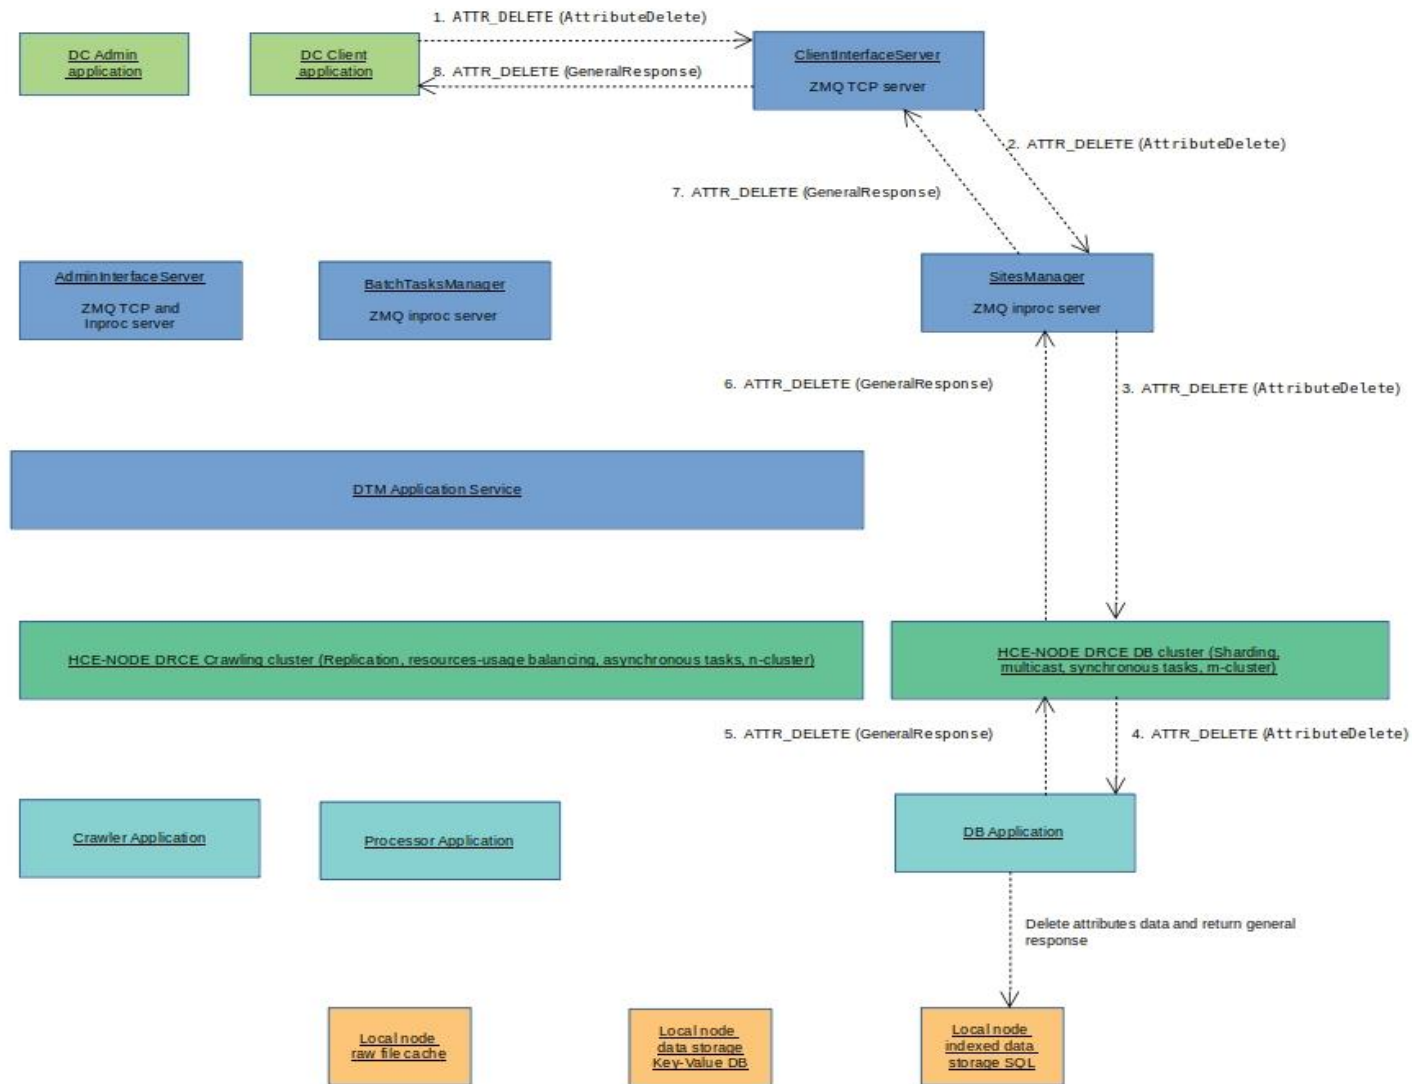 1. ATTR_DELETE (AttributeDelete)
DC Admin
application
DC Client
application
8. ATTR_DELETE (GeneralResponse)
ClientInterfaceServer
ZMQ TCP server
2. ATTR_DELETE (AttributeDelete)
7. ATTR_DELETE (GeneralResponse)
AdminInterfaceServer
ZMQ TCP and
Inproc server
BatchTasksManager
ZMQ inproc server
SitesManager
ZMQ inproc server
6. ATTR_DELETE (GeneralResponse)
3. ATTR_DELETE (AttributeDelete)
DTM Application Service
HCE-NODE DRCE Crawling cluster (Replication, resources-usage balancing, asynchronous tasks, n-cluster)
HCE-NODE DRCE DB cluster (Sharding,
multicast, synchronous tasks, m-cluster)
5. ATTR_DELETE (GeneralResponse)
4. ATTR_DELETE (AttributeDelete)
Crawler Application
Processor Application
DB Application
Delete attributes data and return general
response
Local node
raw file cache
Local node
data storage
Key-Value DB
Local node
indexed data
storage SQL